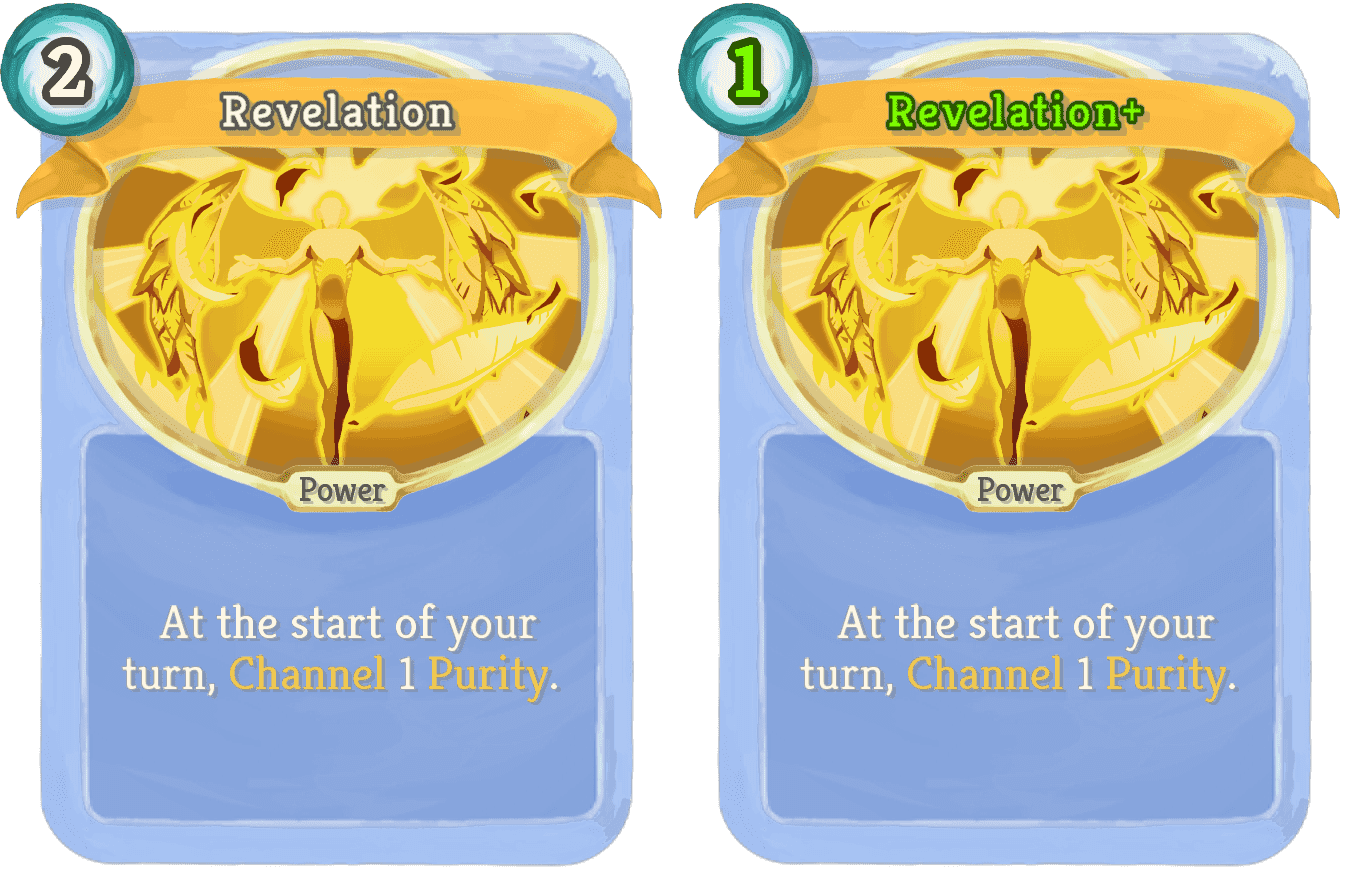 2
Revelation
Power
At the start of your
turn, Channel 1 Purity.
1
Revelation+
Power
At the start of your
turn, Channel 1 Purity.